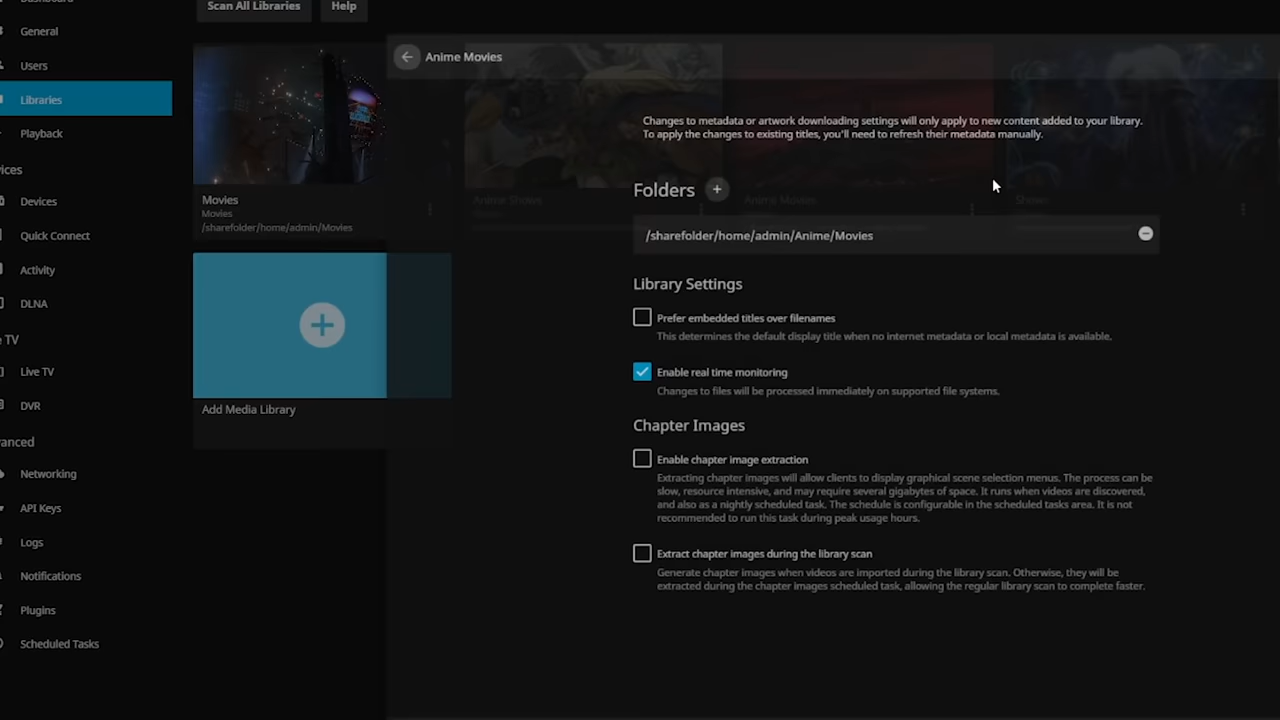 Scan All Libraries
Help
General
Users
Libraries
Playback
Devices
Quick Connect
Activity
DLNA
TV
Live TV
DVR
Networking
API Keys
Logs
Notifications
Plugins
Scheduled Tasks
Movies
Movies
/sharefolder/home/admin/Movies
Anime Shows
Shows
Anime Movies
Shows
Add Media Library
Anime Movies
Changes to metadata or artwork downloading settings will only apply to new content added to your library.
To apply the changes to existing titles, you'll need to refresh their metadata manually.
Folders
/sharefolder/home/admin/Anime/Movies
Library Settings
Prefer embedded titles over filenames
This determines the default display title when no internet metadata or local metadata is available.
Enable real time monitoring
Changes to files will be processed immediately on supported file systems.
Chapter Images
Enable chapter image extraction
Extracting chapter images will allow clients to display graphical scene selection menus. The process can be
slow, resource intensive, and may require several gigabytes of space. It runs when videos are discovered,
and also as a nightly scheduled task. The schedule is configurable in the scheduled tasks area. It is not
recommended to run this task during peak usage hours.
Extract chapter images during the library scan
Generate chapter images when videos are imported during the library scan. Otherwise, they will be
extracted during the chapter images scheduled task, allowing the regular library scan to complete faster.